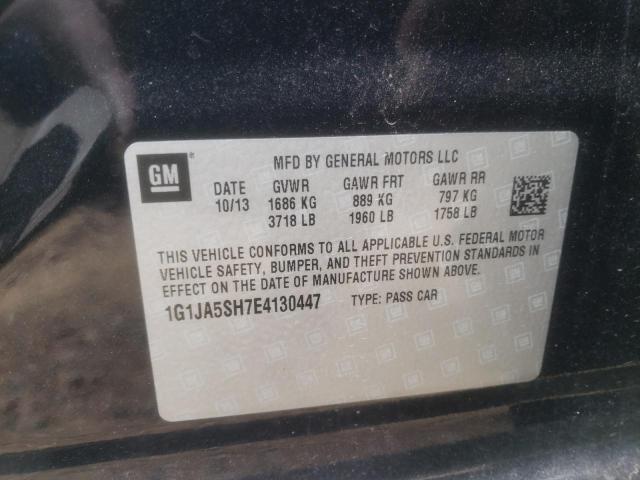 GM
MFD BY GENERAL MOTORS LLC
DATE GVWR GAWR FRT GAWR RR
10/13 1686 KG 889 KG 797 KG
3718 LB 1960 LB 1758 LB
THIS VEHICLE CONFORMS TO ALL APPLICABLE U.S. FEDERAL MOTOR
VEHICLE SAFETY, BUMPER, AND THEFT PREVENTION STANDARDS IN
EFFECT ON THE DATE OF MANUFACTURE SHOWN ABOVE.
1G1JA5SH7E4130447 TYPE: PASS CAR